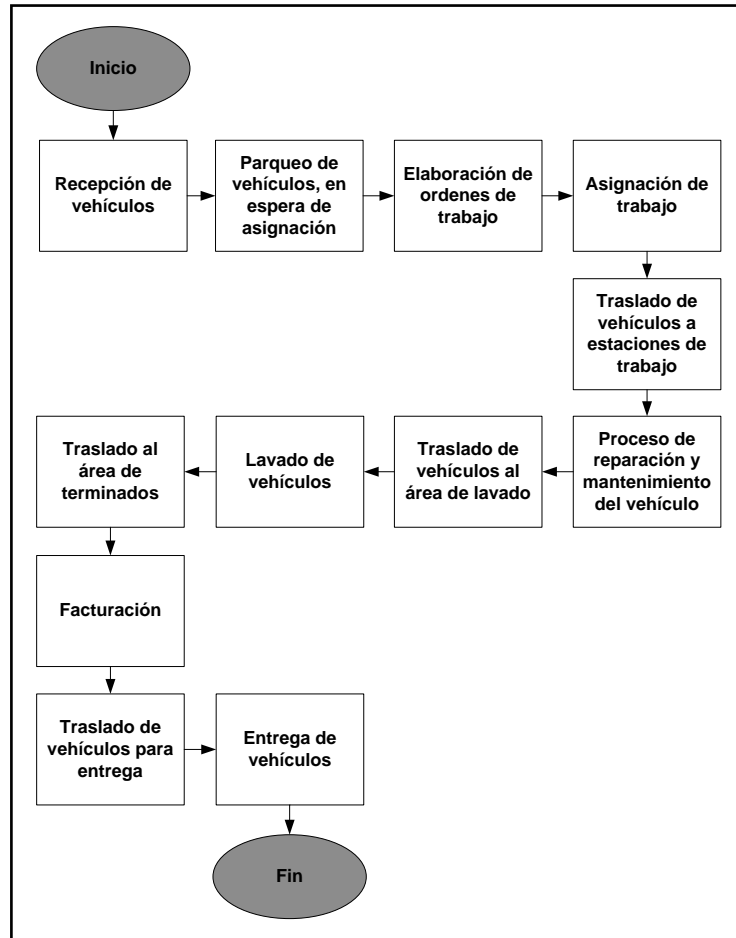 Inicio
Recepción de
vehículos
Parqueo de
vehículos, en
espera de
asignación
Elaboración de
ordenes de
trabajo
Asignación de
trabajo
Traslado de
vehículos a
estaciones de
trabajo
Proceso de
reparación y
mantenimiento
del vehículo
Traslado de
vehículos al
área de lavado
Lavado de
vehículos
Traslado al
área de
terminados
Facturación
Traslado de
vehículos para
entrega
Entrega de
vehículos
Fin